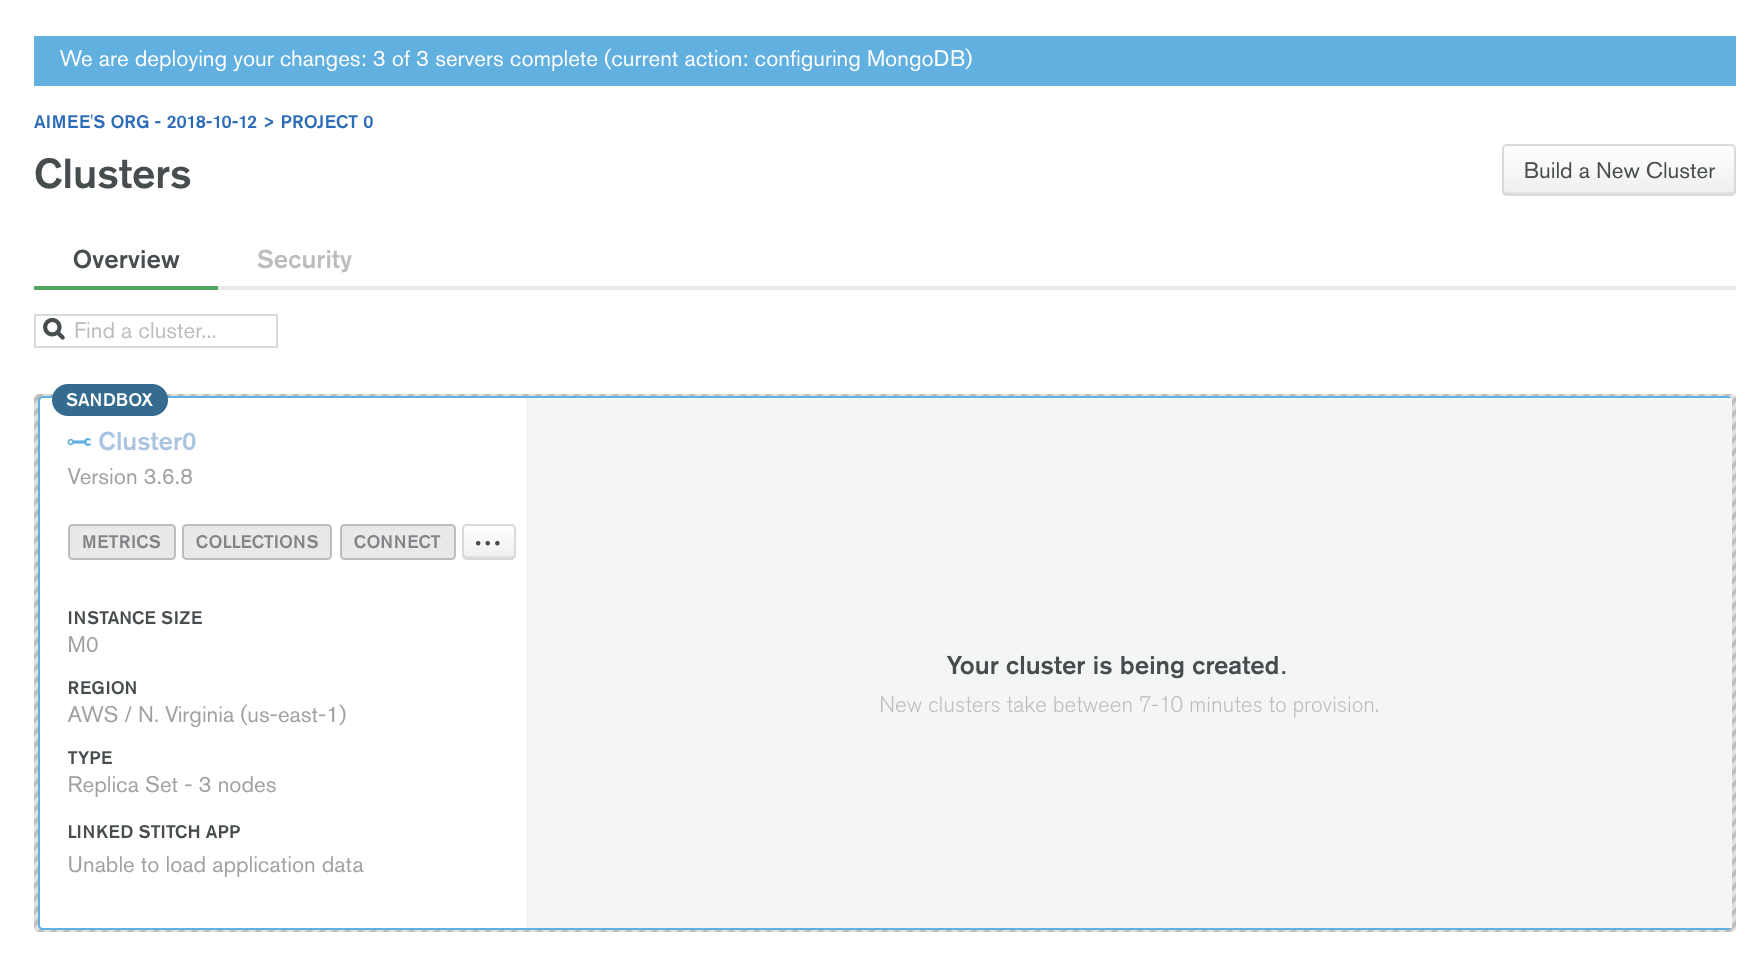 We are deploying your changes: 3 of 3 servers complete (current action: configuring MongoDB)
AIMEE'S ORG - 2018-10-12 > PROJECT 0
Clusters
Build a New Cluster
Overview
Security
Find a cluster...
SANDBOX
Cluster0
Version 3.6.8
METRICS
COLLECTIONS
CONNECT
...
INSTANCE SIZE
M0
REGION
AWS / N. Virginia (us-east-1)
TYPE
Replica Set - 3 nodes
LINKED STITCH APP
Unable to load application data
Your cluster is being created.
New clusters take between 7-10 minutes to provision.